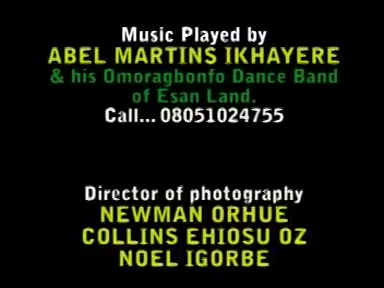 Music Played by
ABEL MARTINS IKHAYERE
& his Omoragbonfo Dance Band
of Esan Land.
Call... 08051024755
Director of photography
NEWMAN ORHUE
COLLINS EHIOSU OZ
NOEL IGORBE